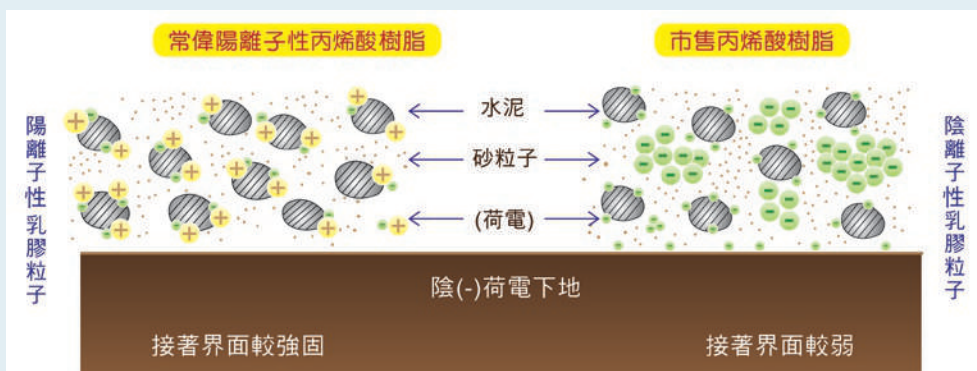 常偉陽離子性丙烯酸樹脂
市售丙烯酸樹脂
陽離子性乳膠粒子
水泥
砂粒子
(荷電)
陰離子性乳膠粒子
陰(-)荷電下地
接著界面較強固
接著界面較弱